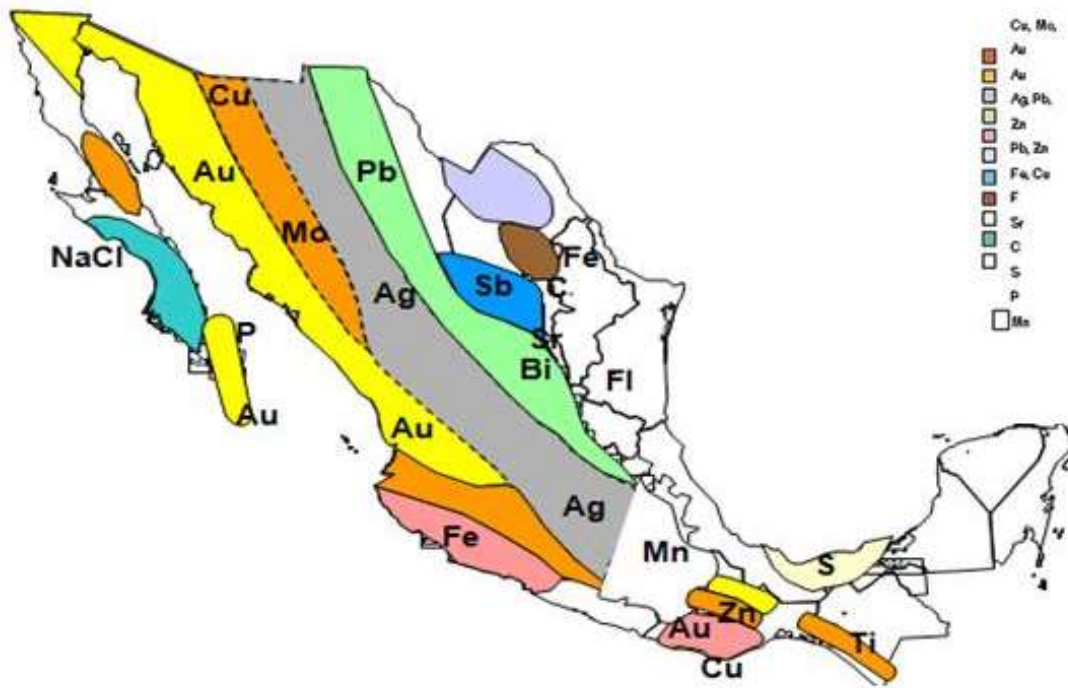 Cu, Mo,
Au
Au
Ag, Pb,
Zn
Pb, Zn
Fe, Cu
F
Sr
C
S
P
Mn
Cu
Au
Pb
Mo
Fe
NaCl
Sb
C
Ag
P
Sr
Bi
Fl
Au
Au
Ag
Fe
Mn
S
Zn
Au
Ti
Cu